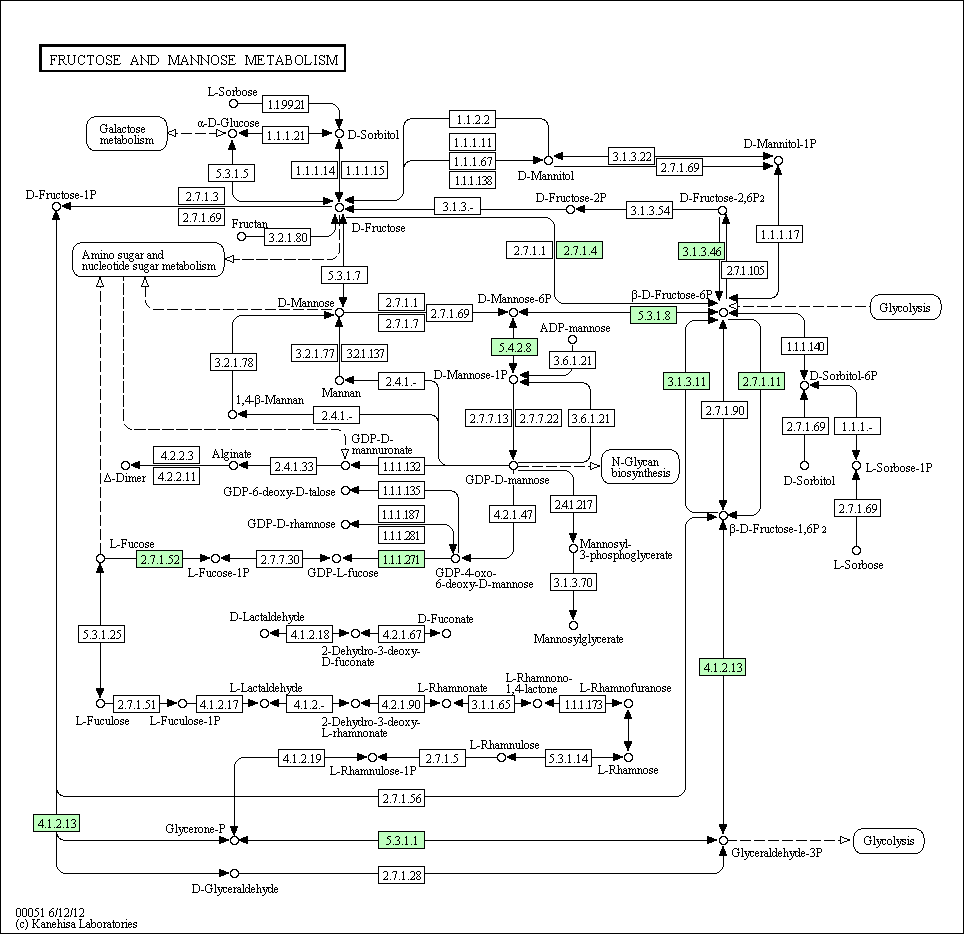 FRUCTOSE AND MANNOSE METABOLISM
L-Sorbose
1.1.99.21
α-D-Glucose
Galactose
metabolism
1.1.1.21
D-Sorbitol
1.1.2.2
1.1.1.11
1.1.1.67
1.1.1.138
D-Mannitol
3.1.3.22
2.7.1.69
D-Mannitol-1P
5.3.1.5
1.1.1.14
1.1.1.15
D-Fructose-1P
2.7.1.3
2.7.1.69
3.1.3.-
D-Fructose-2P
3.1.3.54
D-Fructose-2,6P2
Fructan
3.2.1.80
D-Fructose
1.1.1.17
2.7.1.1
2.7.1.4
3.1.3.46
2.7.1.105
Amino sugar and
nucleotide sugar metabolism
5.3.1.7
D-Mannose
2.7.1.1
2.7.1.7
2.7.1.69
D-Mannose-6P
5.3.1.8
β-D-Fructose-6P
Glycolysis
ADP-mannose
3.2.1.78
3.2.1.77
3.2.1.137
5.4.2.8
3.6.1.21
1.1.1.140
Mannan
2.4.1.-
D-Mannose-1P
3.1.3.11
2.7.1.11
D-Sorbitol-6P
1,4-β-Mannan
2.4.1.-
2.7.7.13
2.7.7.22
3.6.1.21
2.7.1.90
2.7.1.69
1.1.1.-
GDP-D-
mannuronate
4.2.2.3
4.2.2.11
Δ-Dimer
Alginate
2.4.1.33
1.1.1.132
GDP-D-mannose
N-Glycan
biosynthesis
D-Sorbitol
L-Sorbose-1P
GDP-6-deoxy-D-talose
1.1.1.135
4.2.1.47
2.4.1.217
2.7.1.69
GDP-D-rhamnose
1.1.1.187
1.1.1.281
β-D-Fructose-1,6P2
L-Fucose
2.7.1.52
L-Fucose-1P
2.7.7.30
GDP-L-fucose
1.1.1.271
GDP-4-oxo-
6-deoxy-D-mannose
Mannosyl-
3-phosphoglycerate
3.1.3.70
L-Sorbose
Mannosylglycerate
5.3.1.25
D-Lactaldehyde
4.1.2.18
2-Dehydro-3-deoxy-
D-fuconate
4.2.1.67
D-Fuconate
4.1.2.13
L-Fuculose
2.7.1.51
L-Fuculose-1P
4.2.1.17
L-Lactaldehyde
4.1.2.-
2-Dehydro-3-deoxy-
L-rhamnonate
4.2.1.90
L-Rhamnonate
3.1.1.65
L-Rhamnono-
1,4-lactone
1.1.1.173
L-Rhamnofuranose
4.1.2.19
L-Rhamnulose-1P
2.7.1.5
L-Rhamnulose
5.3.1.14
L-Rhamnose
2.7.1.56
4.1.2.13
Glycerone-P
5.3.1.1
Glyceraldehyde-3P
Glycolysis
D-Glyceraldehyde
2.7.1.28
00051 6/12/12
(c) Kanehisa Laboratories